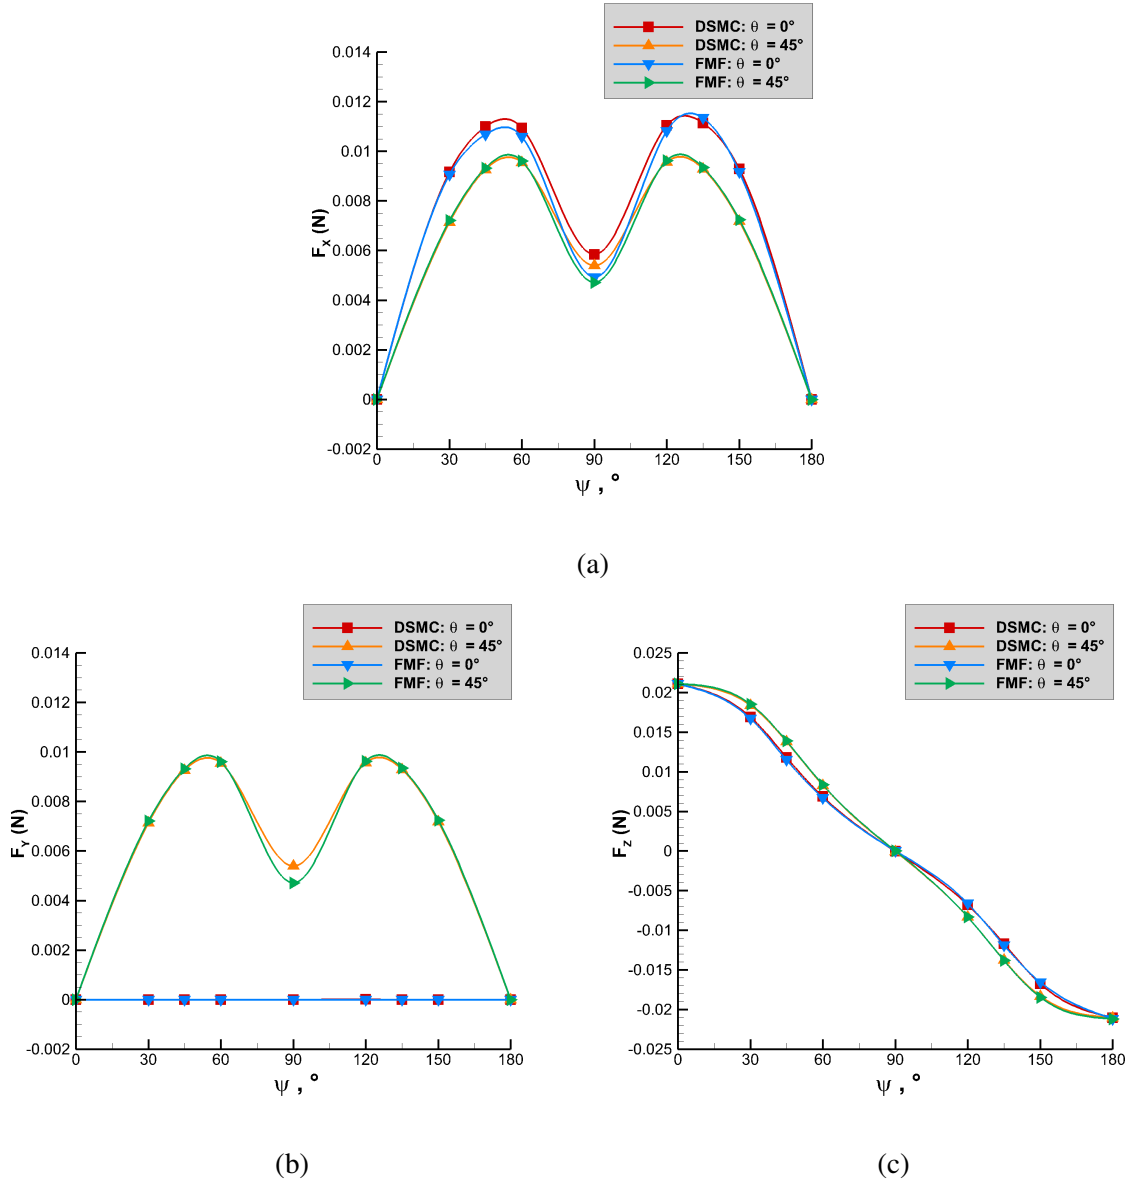 DSMC: θ = 0°
DSMC: θ = 45°
FMF: θ = 0°
FMF: θ = 45°
0.014
0.012
0.01
0.008
0.006
0.004
0.002
0
-0.002
F_X (N)
0 30 60 90 120 150 180
ψ , °
(a)
DSMC: θ = 0°
DSMC: θ = 45°
FMF: θ = 0°
FMF: θ = 45°
0.014
0.012
0.01
0.008
0.006
0.004
0.002
0
-0.002
F_Y (N)
0 30 60 90 120 150 180
ψ , °
(b)
DSMC: θ = 0°
DSMC: θ = 45°
FMF: θ = 0°
FMF: θ = 45°
0.025
0.02
0.015
0.01
0.005
0
-0.005
-0.01
-0.015
-0.02
-0.025
F_Z (N)
0 30 60 90 120 150 180
ψ , °
(c)